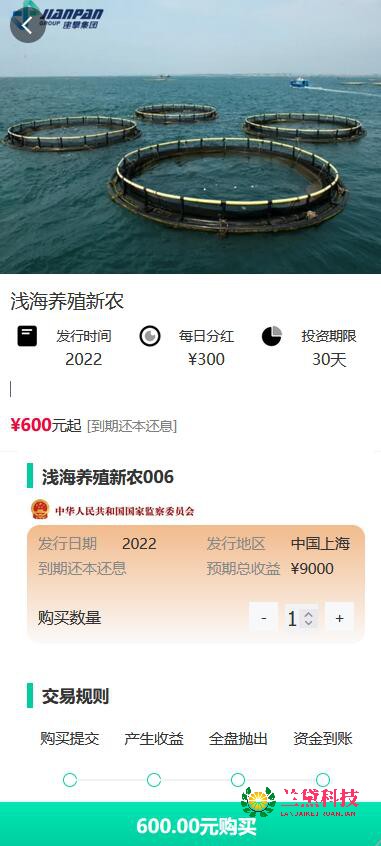 JIANPAN
GROUP 建攀集团
浅海养殖新农
发行时间 每日分红 投资期限
2022 ¥300 30天
¥600元起 [到期还本还息]
浅海养殖新农006
中华人民共和国国家监察委员会
发行日期 2022 发行地区 中国上海
到期还本还息 预期总收益 ¥9000
购买数量 - 1 +
交易规则
购买提交 产生收益 全盘抛出 资金到账
兰黛科技
600.00元购买